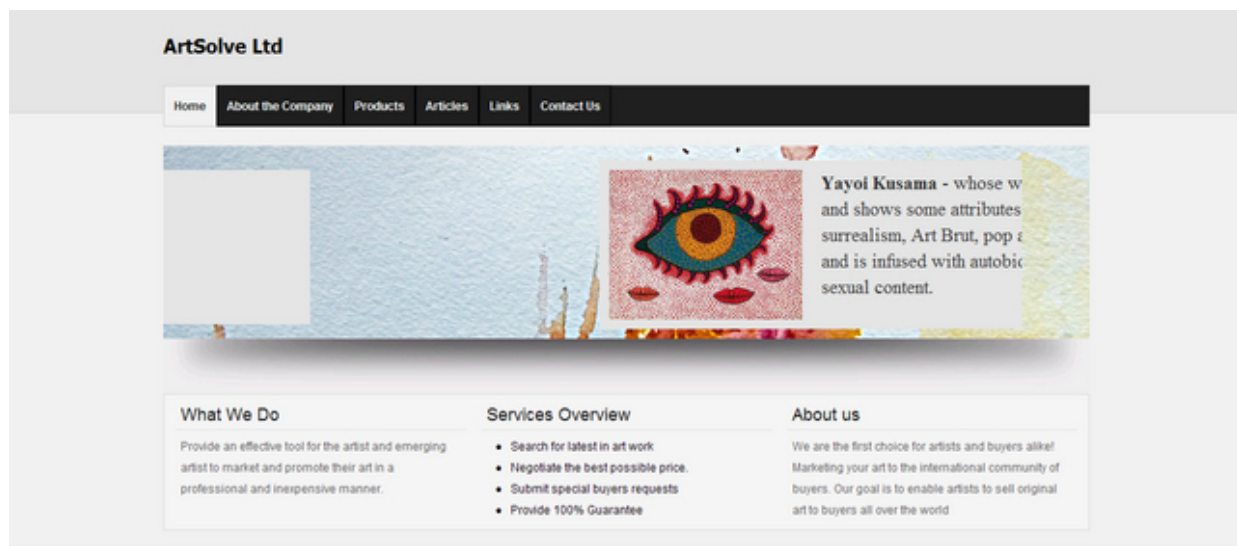 ArtSolve Ltd
Home About the Company Products Articles Links Contact Us
Yayoi Kusama - whose w
and shows some attributes
surrealism, Art Brut, pop a
and is infused with autobio
sexual content.
What We Do
Provide an effective tool for the artist and emerging
artist to market and promote their art in a
professional and inexpensive manner.
Services Overview
Search for latest in art work
Negotiate the best possible price.
Submit special buyers requests
Provide 100% Guarantee
About us
We are the first choice for artists and buyers alike!
Marketing your art to the international community of
buyers. Our goal is to enable artists to sell original
art to buyers all over the world